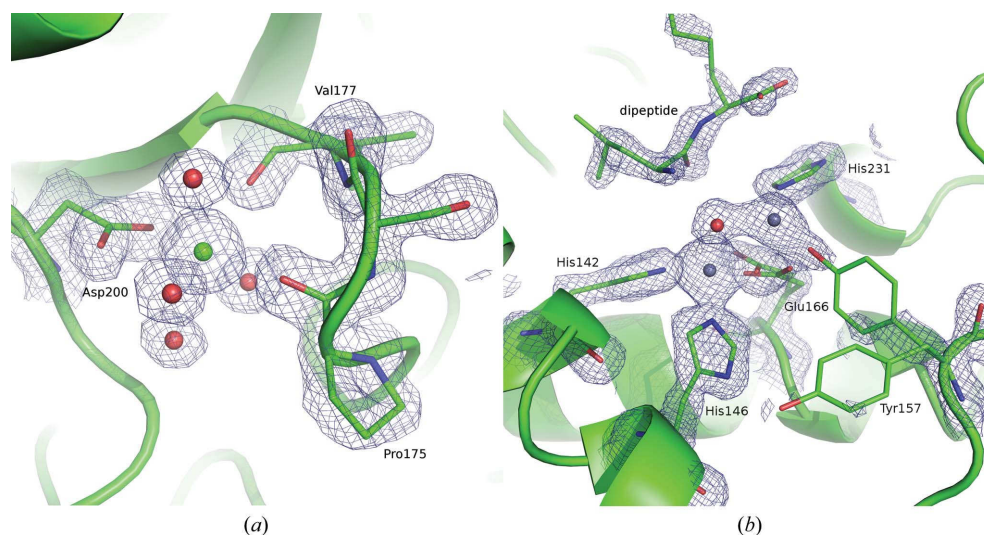 Val177
Asp200
Pro175
(a)
dipeptide
His231
His142
Glu166
His146
Tyr157
(b)